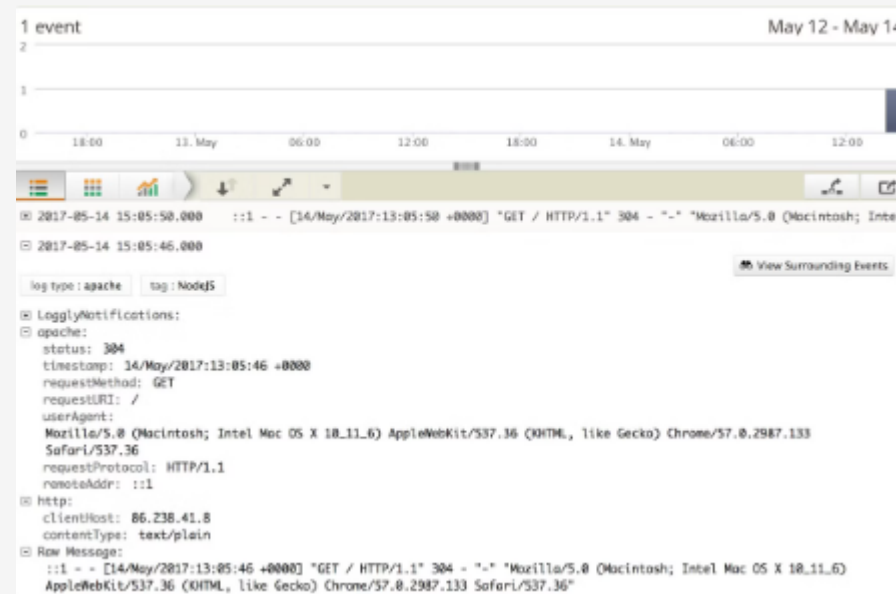 1 event
May 12 - May 14
2
1
0
18:00 13. May 06:00 12:00 18:00 14. May 06:00 12:00
2017-05-14 15:05:50.000 ::1 - - [14/May/2017:13:05:50 +0000] "GET / HTTP/1.1" 304 - "-" "Mozilla/5.0 (Macintosh; Inte
2017-05-14 15:05:46.000
View Surrounding Events
log type : apache tag : NodeJS
LogglyNotifications:
apache:
status: 304
timestamp: 14/May/2017:13:05:46 +0000
requestMethod: GET
requestURI: /
userAgent:
Mozilla/5.0 (Macintosh; Intel Mac OS X 10_11_6) AppleWebKit/537.36 (KHTML, like Gecko) Chrome/57.0.2987.133
Safari/537.36
requestProtocol: HTTP/1.1
remoteAddr: ::1
http:
clientHost: 86.238.41.8
contentType: text/plain
Raw Message:
::1 - - [14/May/2017:13:05:46 +0000] "GET / HTTP/1.1" 304 - "-" "Mozilla/5.0 (Macintosh; Intel Mac OS X 10_11_6)
AppleWebKit/537.36 (KHTML, like Gecko) Chrome/57.0.2987.133 Safari/537.36"